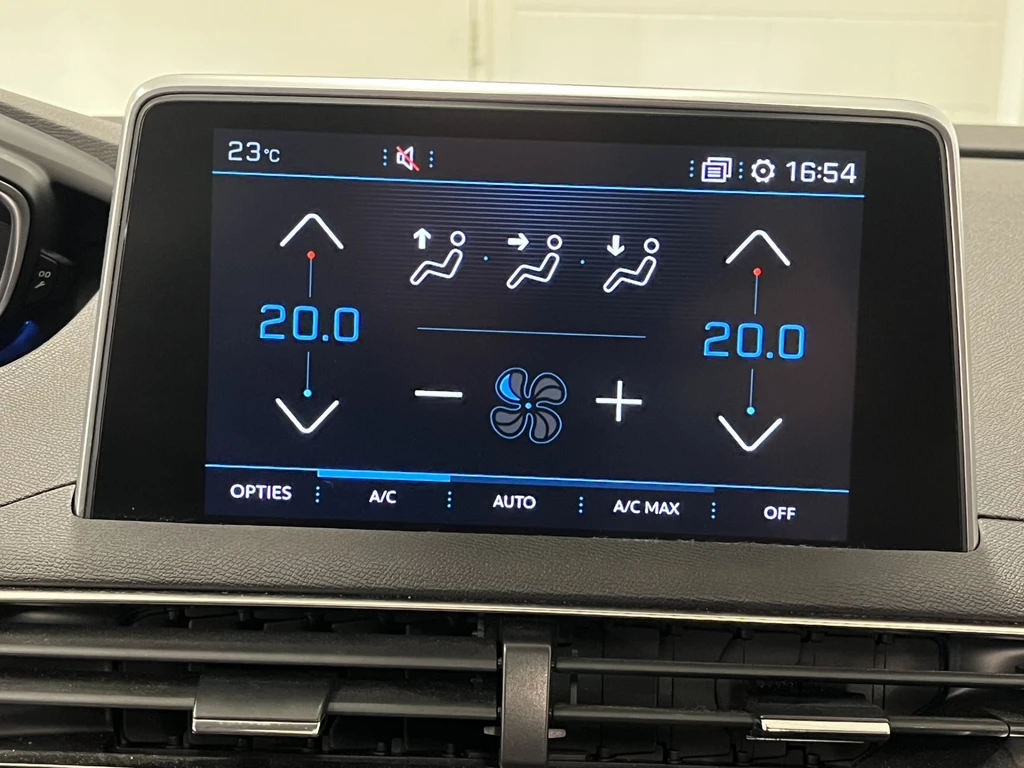 23°C
16:54
20.0
20.0
OPTIES
A/C
AUTO
A/C MAX
OFF